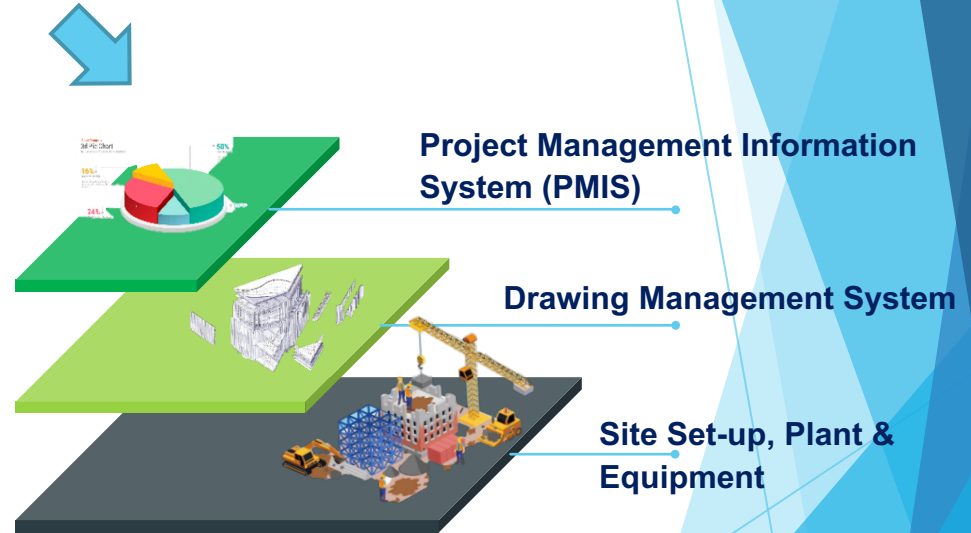 50%
16%
24%
Project Management Information
System (PMIS)
Drawing Management System
Site Set-up, Plant &
Equipment